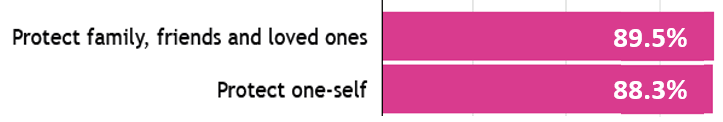 Protect family, friends and loved ones 89.5%
Protect one-self 88.3%